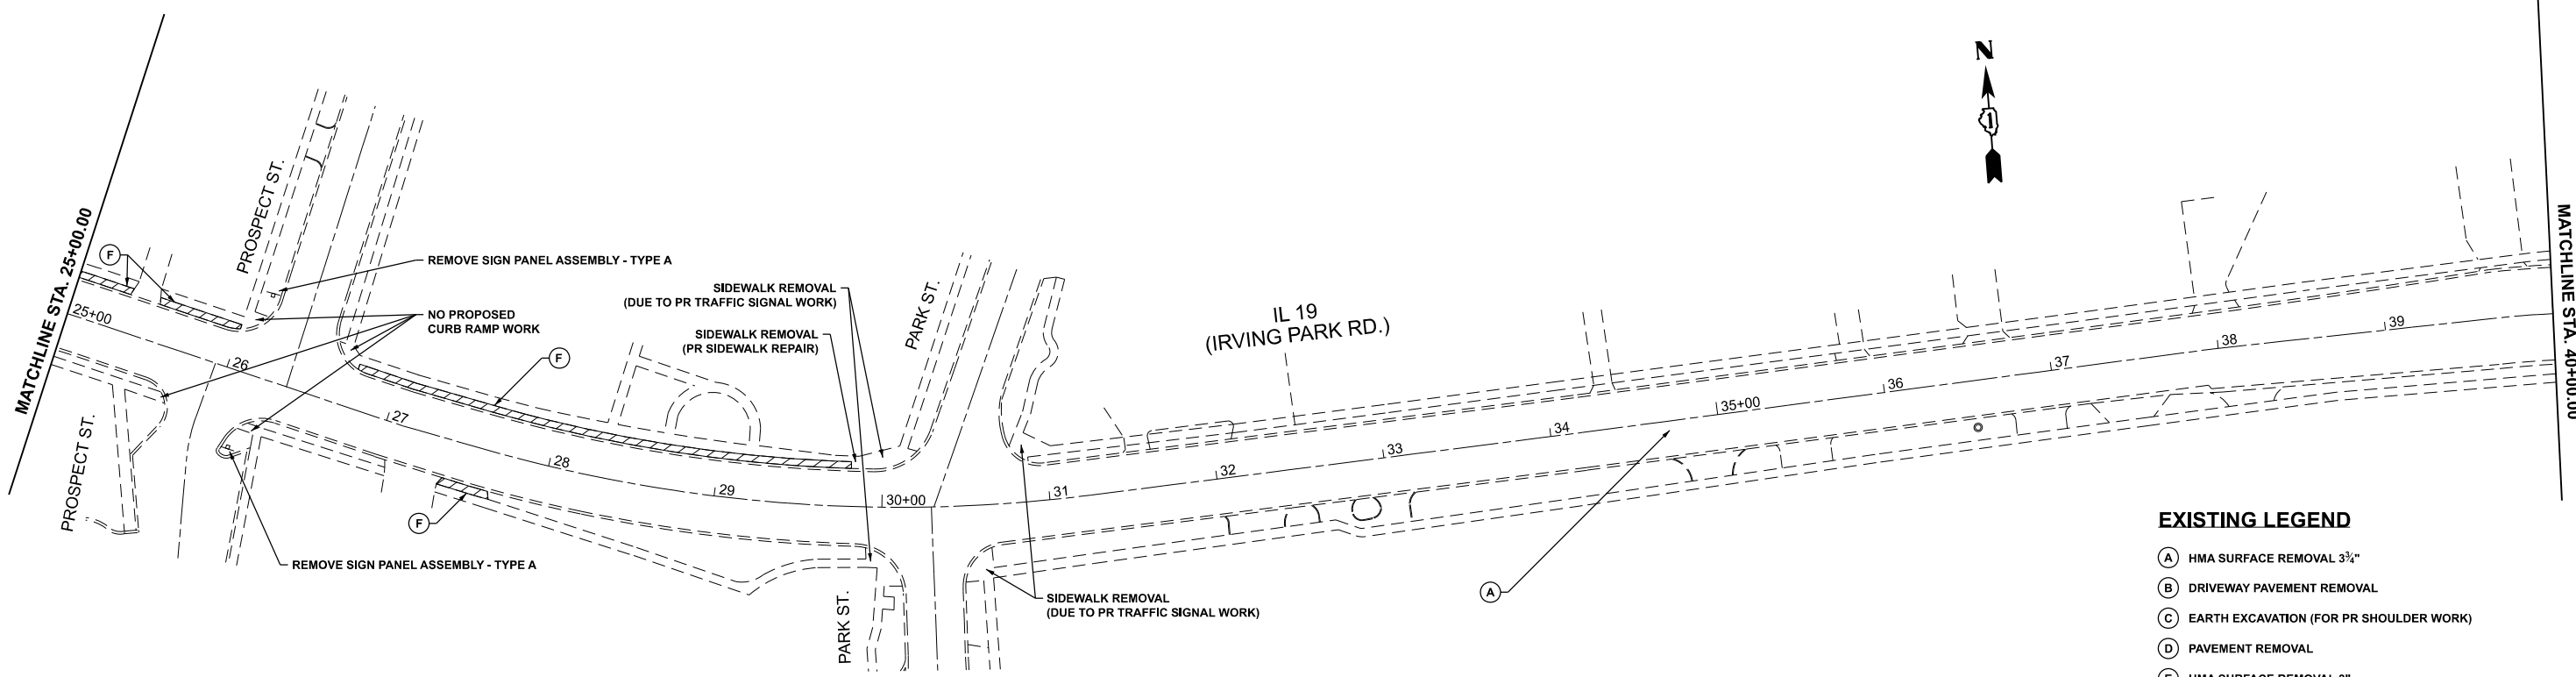 MATCHLINE STA. 25+00.00
PROSPECT ST.
F
REMOVE SIGN PANEL ASSEMBLY - TYPE A
NO PROPOSED
CURB RAMP WORK
25+00
26
27
28
29
30+00
31
32
33
34
35+00
36
37
38
39
F
F
PROSPECT ST.
REMOVE SIGN PANEL ASSEMBLY - TYPE A
SIDEWALK REMOVAL
(DUE TO PR TRAFFIC SIGNAL WORK)
SIDEWALK REMOVAL
(PR SIDEWALK REPAIR)
PARK ST.
PARK ST.
SIDEWALK REMOVAL
(DUE TO PR TRAFFIC SIGNAL WORK)
IL 19
(IRVING PARK RD.)
A
N
1
MATCHLINE STA. 40+00.00
EXISTING LEGEND
A HMA SURFACE REMOVAL 3¾"
B DRIVEWAY PAVEMENT REMOVAL
C EARTH EXCAVATION (FOR PR SHOULDER WORK)
D PAVEMENT REMOVAL